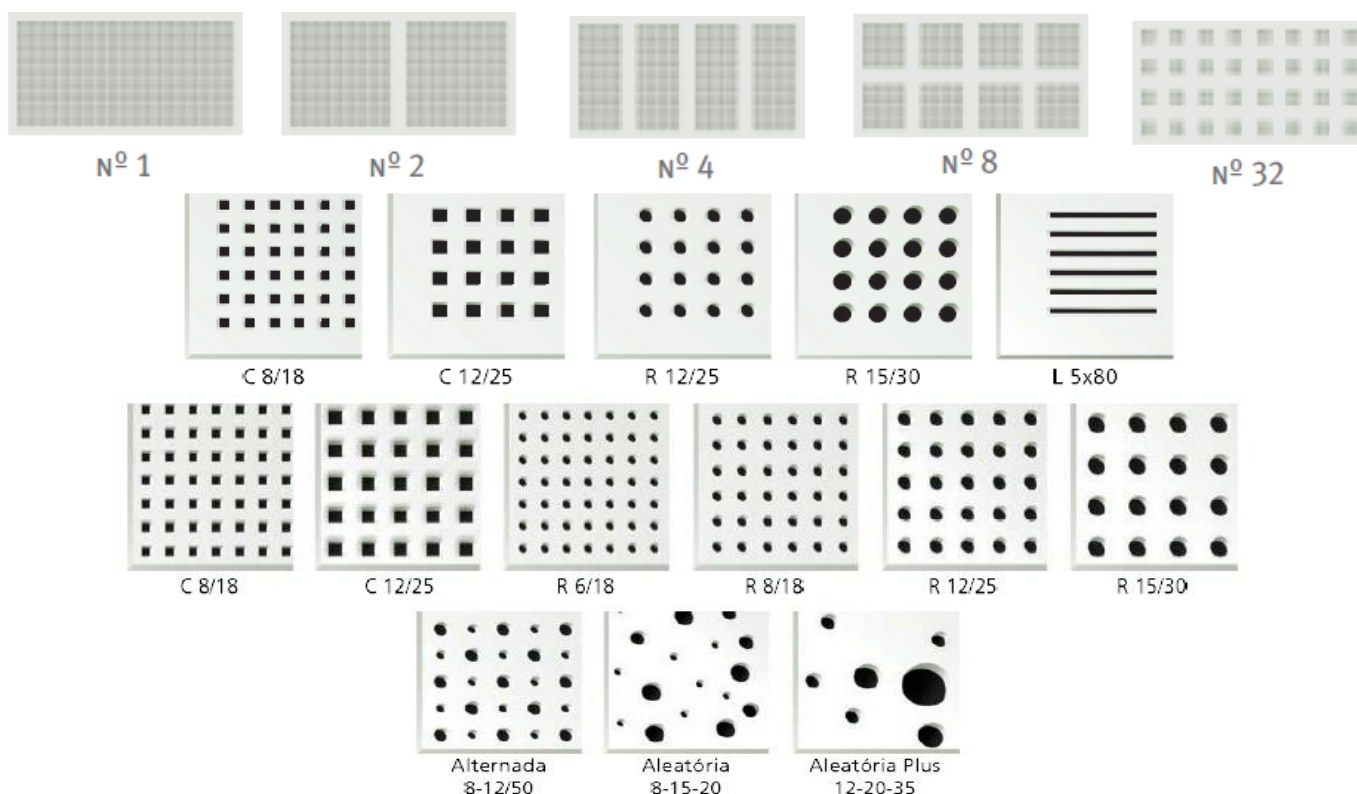 Nº 1
Nº 2
Nº 4
Nº 8
Nº 32
C 8/18
C 12/25
R 12/25
R 15/30
L 5x80
C 8/18
C 12/25
R 6/18
R 8/18
R 12/25
R 15/30
Alternada
8-12/50
Aleatória
8-15-20
Aleatória Plus
12-20-35